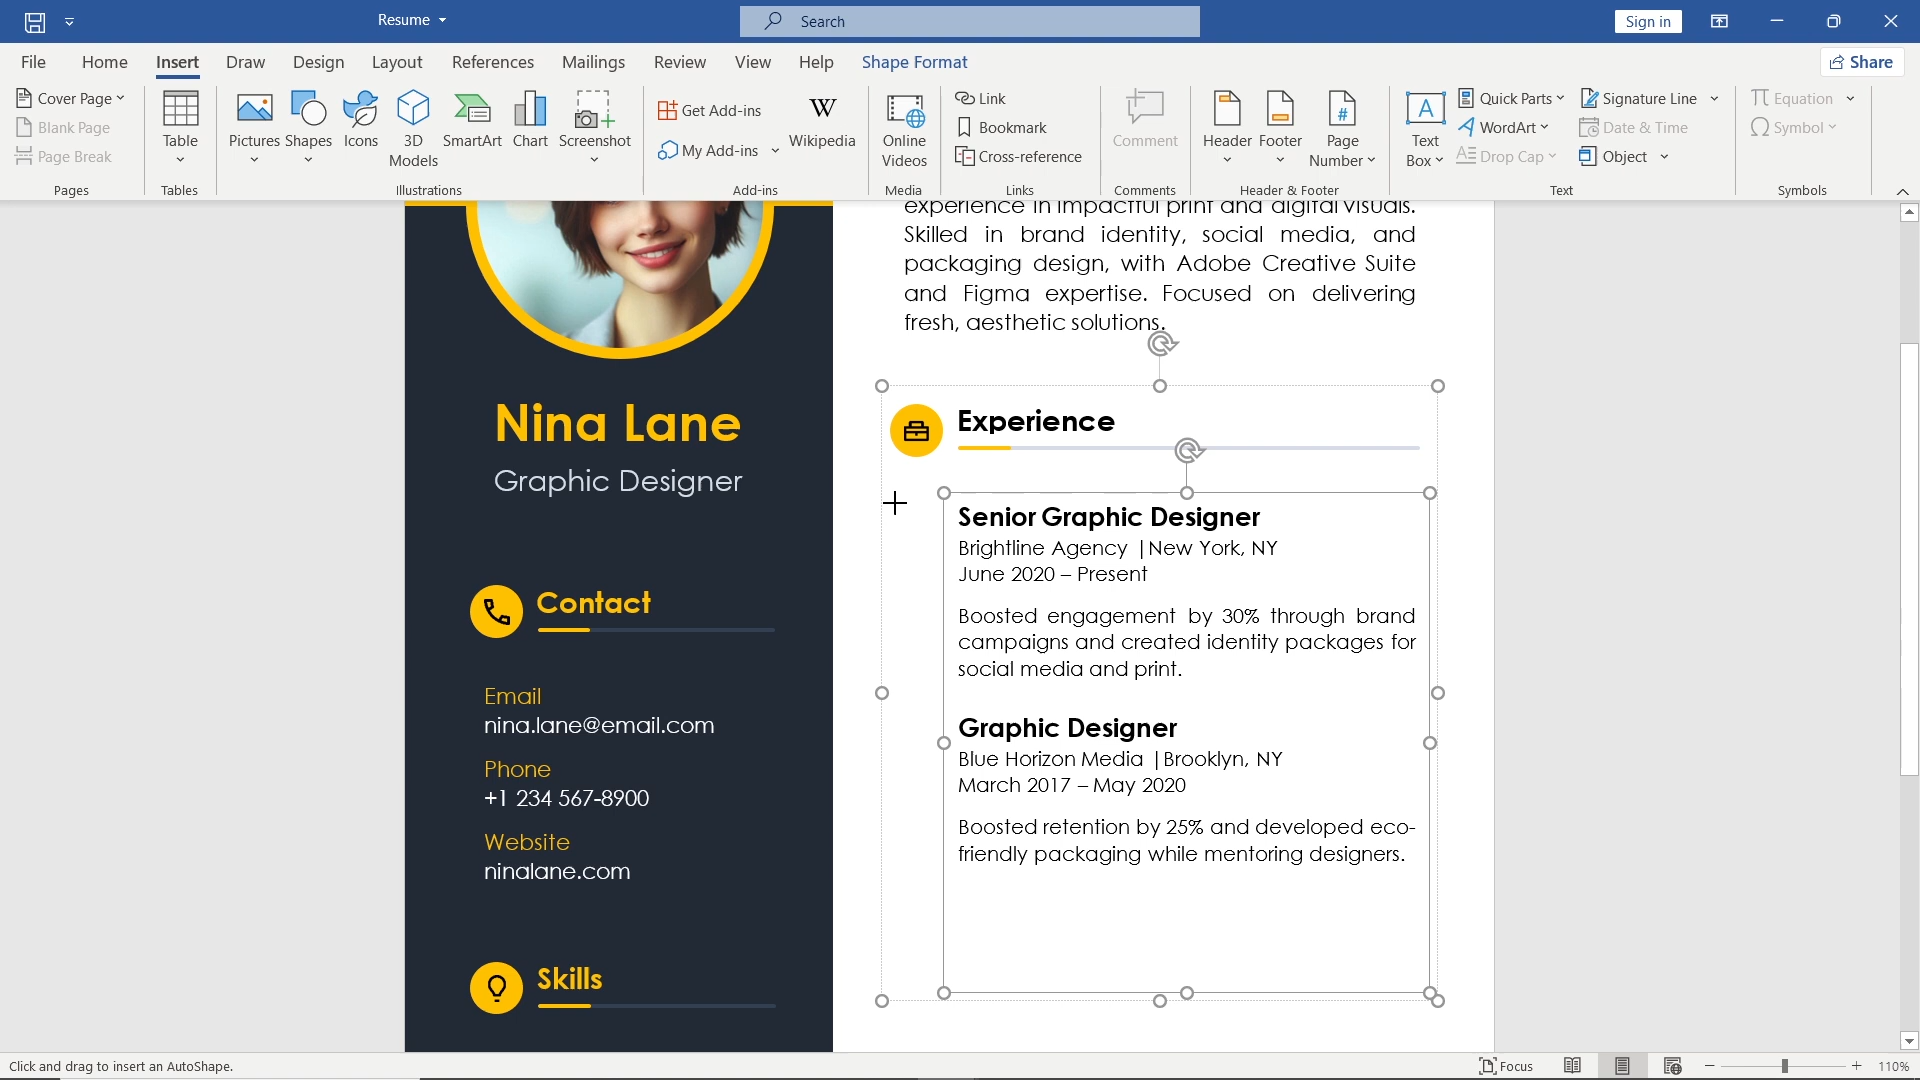 Resume
Search
Sign in
File Home Insert Draw Design Layout References Mailings Review View Help Shape Format
Share
Cover Page
Blank Page
Page Break
Pages
Table
Tables
Pictures
Shapes
Icons
3D Models
SmartArt
Chart
Screenshot
Illustrations
Get Add-ins
My Add-ins
W
Wikipedia
Add-ins
Online Videos
Media
Link
Bookmark
Cross-reference
Links
Comment
Comments
Header
Footer
#
Page Number
Header & Footer
A
Text Box
Quick Parts
WordArt
Drop Cap
Signature Line
Date & Time
Object
Text
Equation
Symbol
Symbols
Nina Lane
Graphic Designer
Contact
Email
nina.lane@email.com
Phone
+1 234 567-8900
Website
ninalane.com
Skills
experience in impactful print and digital visuals.
Skilled in brand identity, social media, and
packaging design, with Adobe Creative Suite
and Figma expertise. Focused on delivering
fresh, aesthetic solutions.
Experience
Senior Graphic Designer
Brightline Agency |New York, NY
June 2020 – Present
Boosted engagement by 30% through brand
campaigns and created identity packages for
social media and print.
Graphic Designer
Blue Horizon Media |Brooklyn, NY
March 2017 – May 2020
Boosted retention by 25% and developed eco-
friendly packaging while mentoring designers.
Click and drag to insert an AutoShape.
Focus
110%